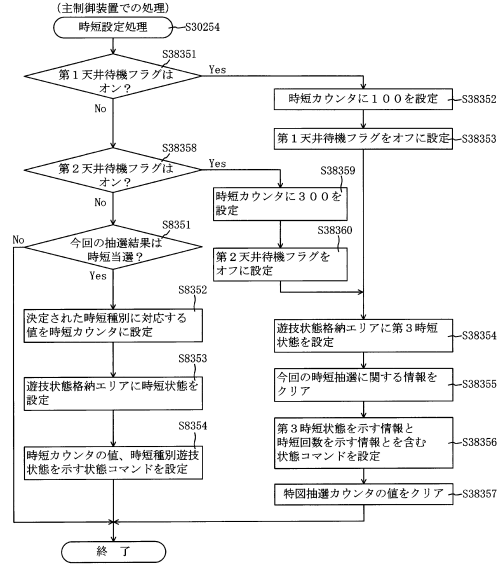 （主制御装置での処理）
時短設定処理
S30254
S38351
第１天井待機フラグは
オン？
Yes
No
時短カウンタに１００を設定
S38352
第１天井待機フラグをオフに設定
S38353
S38358
第２天井待機フラグは
オン？
Yes
No
S38359
時短カウンタに３００を
設定
S38360
第２天井待機フラグを
オフに設定
S8351
今回の抽選結果は
時短当選？
No
Yes
S8352
決定された時短種別に対応する
値を時短カウンタに設定
S8353
遊技状態格納エリアに時短状態を
設定
S8354
時短カウンタの値、時短種別遊技
状態を示す状態コマンドを設定
遊技状態格納エリアに第３時短
状態を設定
S38354
今回の時短抽選に関する情報を
クリア
S38355
第３時短状態を示す情報と
時短回数を示す情報とを含む
状態コマンドを設定
S38356
特図抽選カウンタの値をクリア
S38357
終 了